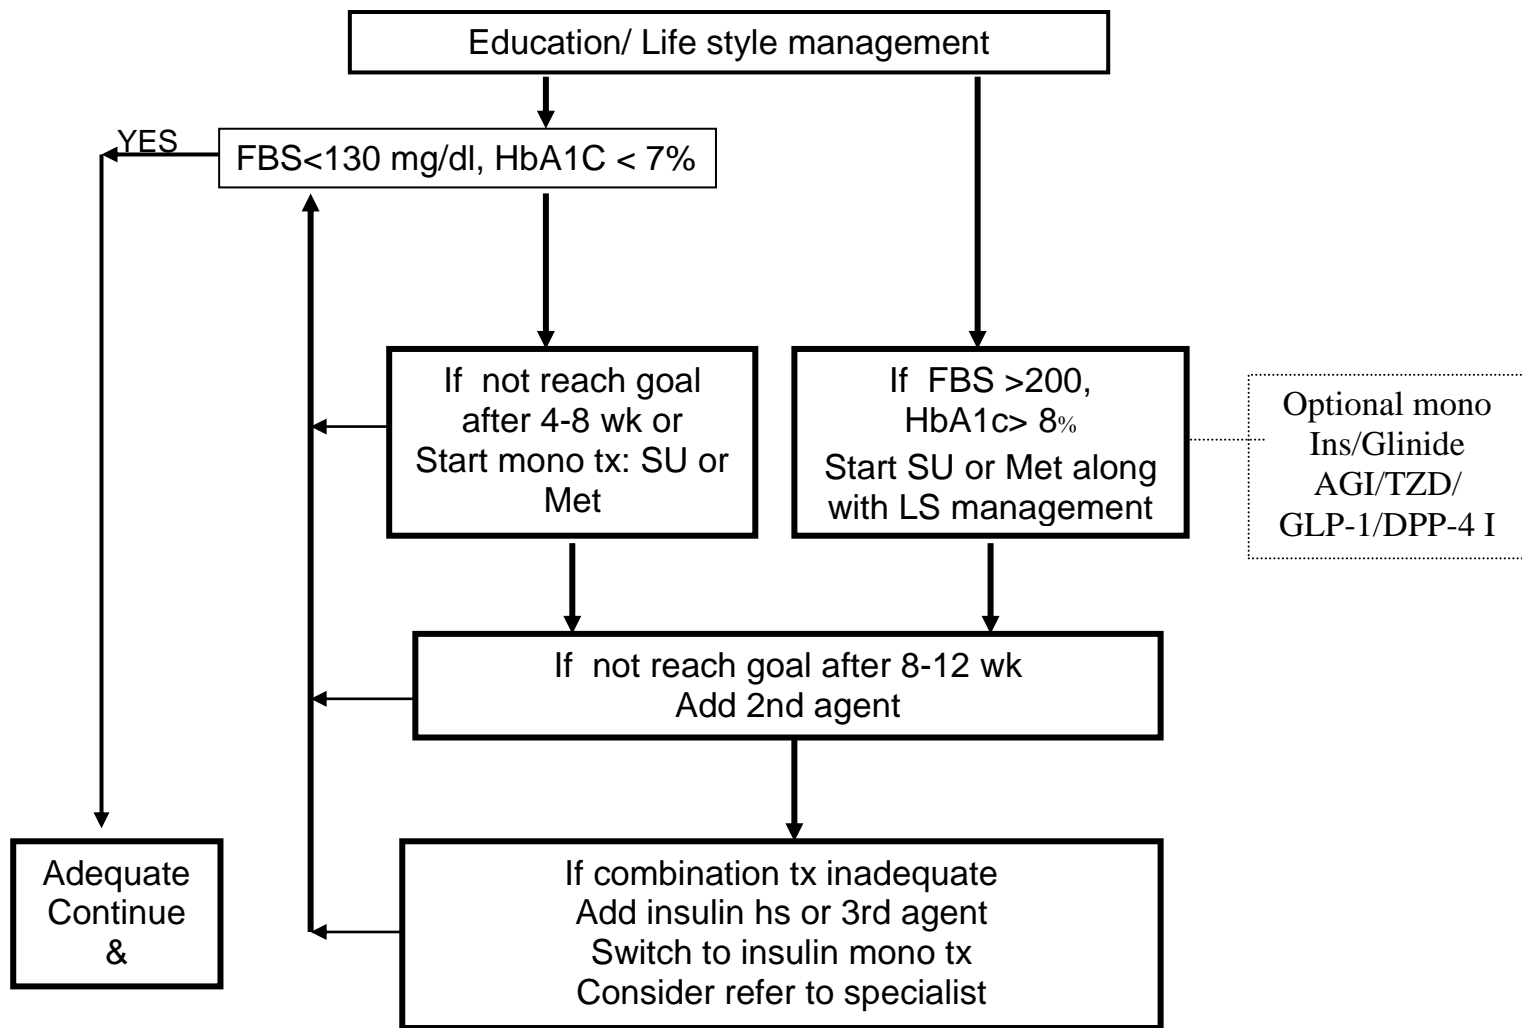 Education/ Life style management
YES
FBS<130 mg/dl, HbA1C < 7%
If not reach goal
after 4-8 wk or
Start mono tx: SU or
Met
If FBS >200,
HbA1c> 8%
Start SU or Met along
with LS management
Optional mono
Ins/Glinide
AGI/TZD/
GLP-1/DPP-4 I
If not reach goal after 8-12 wk
Add 2nd agent
Adequate
Continue
&
If combination tx inadequate
Add insulin hs or 3rd agent
Switch to insulin mono tx
Consider refer to specialist